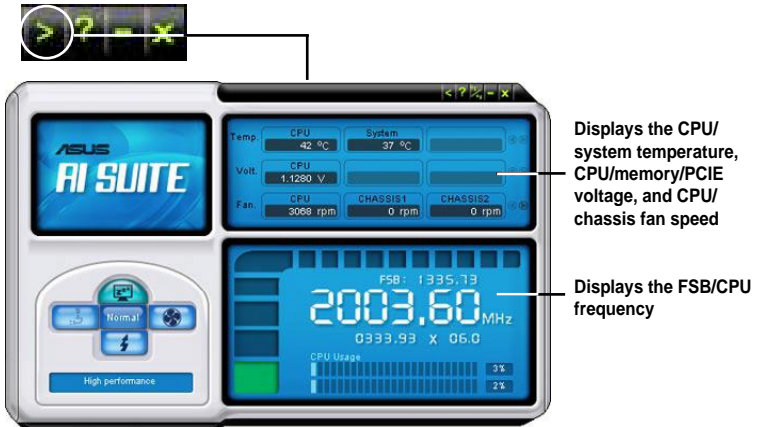 > ? - x
< ? °C/°F - x
ASUS
AI SUITE
Temp. CPU System
42 °C 37 °C
Volt. CPU
1.1280 V
Fan. CPU CHASSIS1 CHASSIS2
3068 rpm 0 rpm 0 rpm
Displays the CPU/
system temperature,
CPU/memory/PCIE
voltage, and CPU/
chassis fan speed
Normal
High performance
FSB: 1335.73
2003.60 MHz
0333.93 X 06.0
CPU Usage
3%
2%
Displays the FSB/CPU
frequency